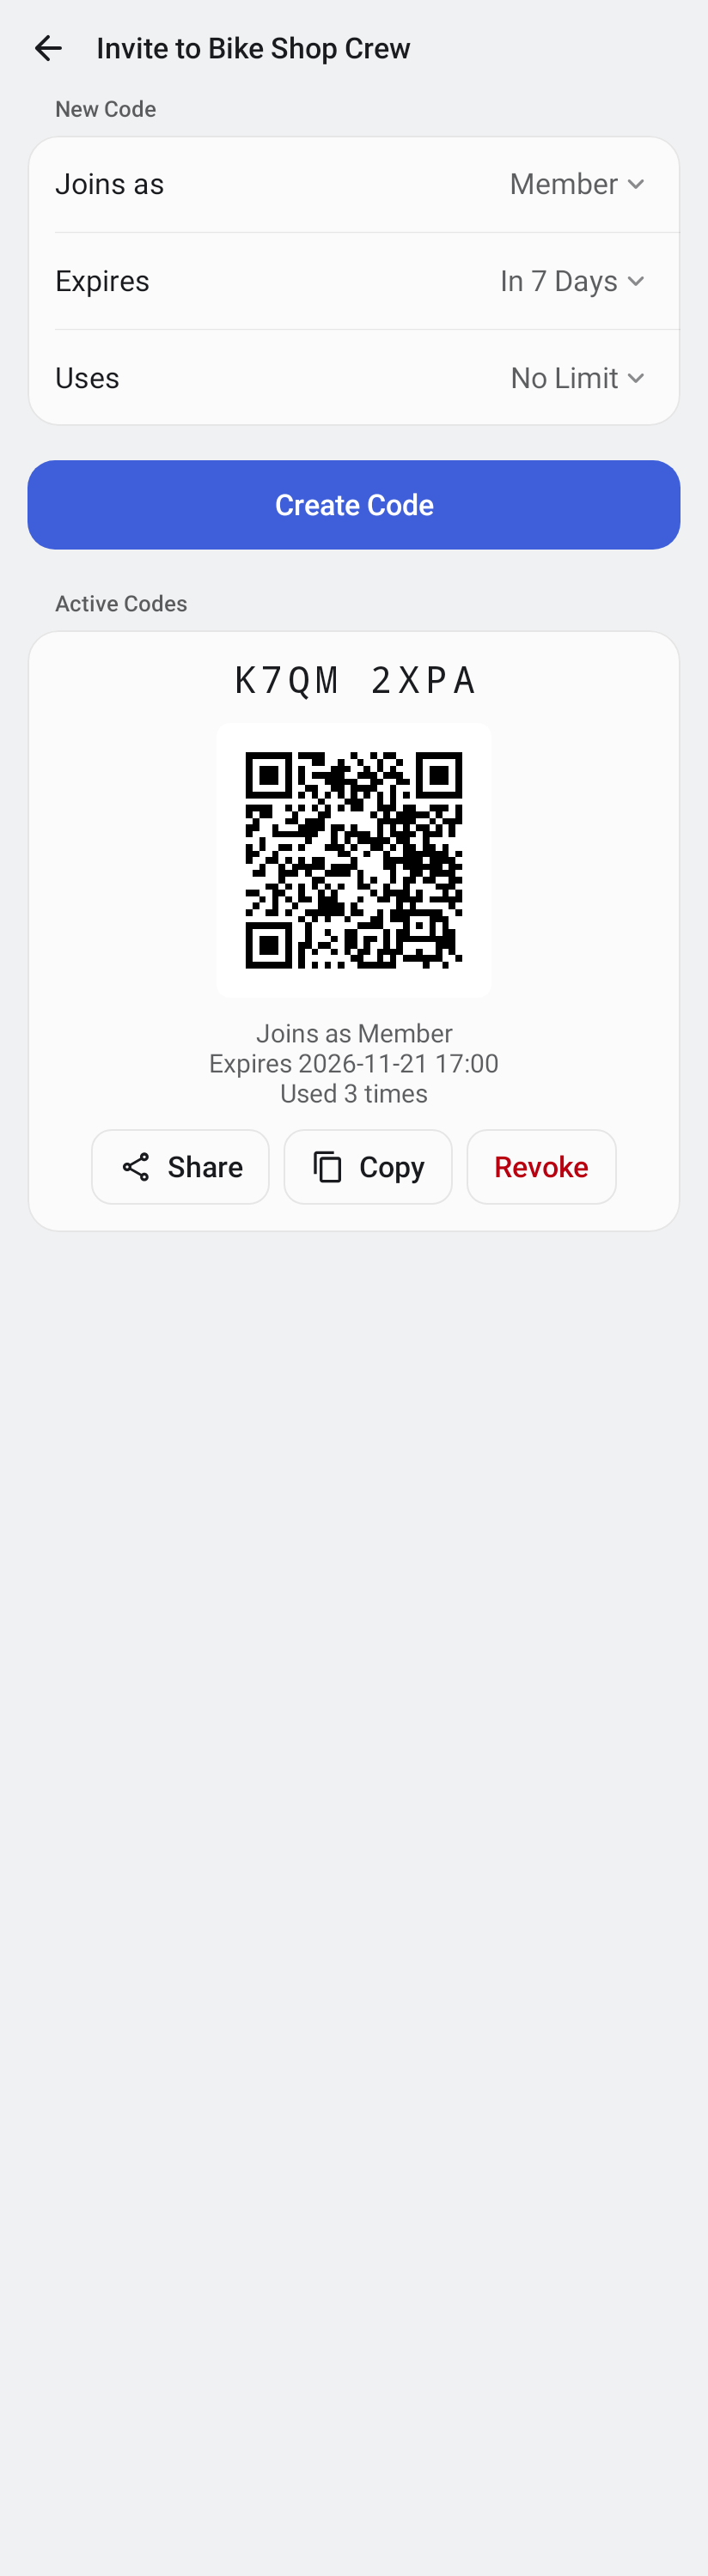 Invite to Bike Shop Crew
New Code
Joins as Member
Expires In 7 Days
Uses No Limit
Create Code
Active Codes
K7QM 2XPA
Joins as Member
Expires 2026-11-21 17:00
Used 3 times
Share Copy Revoke